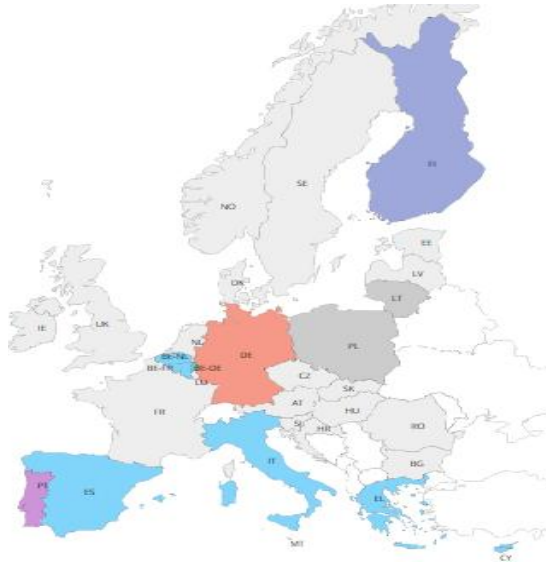 FI
SE
NO
EE
LV
DK
LT
IE
UK
NL
DE
PL
BE-NL
BE-FR
BE-DE
LU
CZ
SK
AT
HU
FR
SI
HR
RO
IT
BG
PT
ES
EL
MT
CY